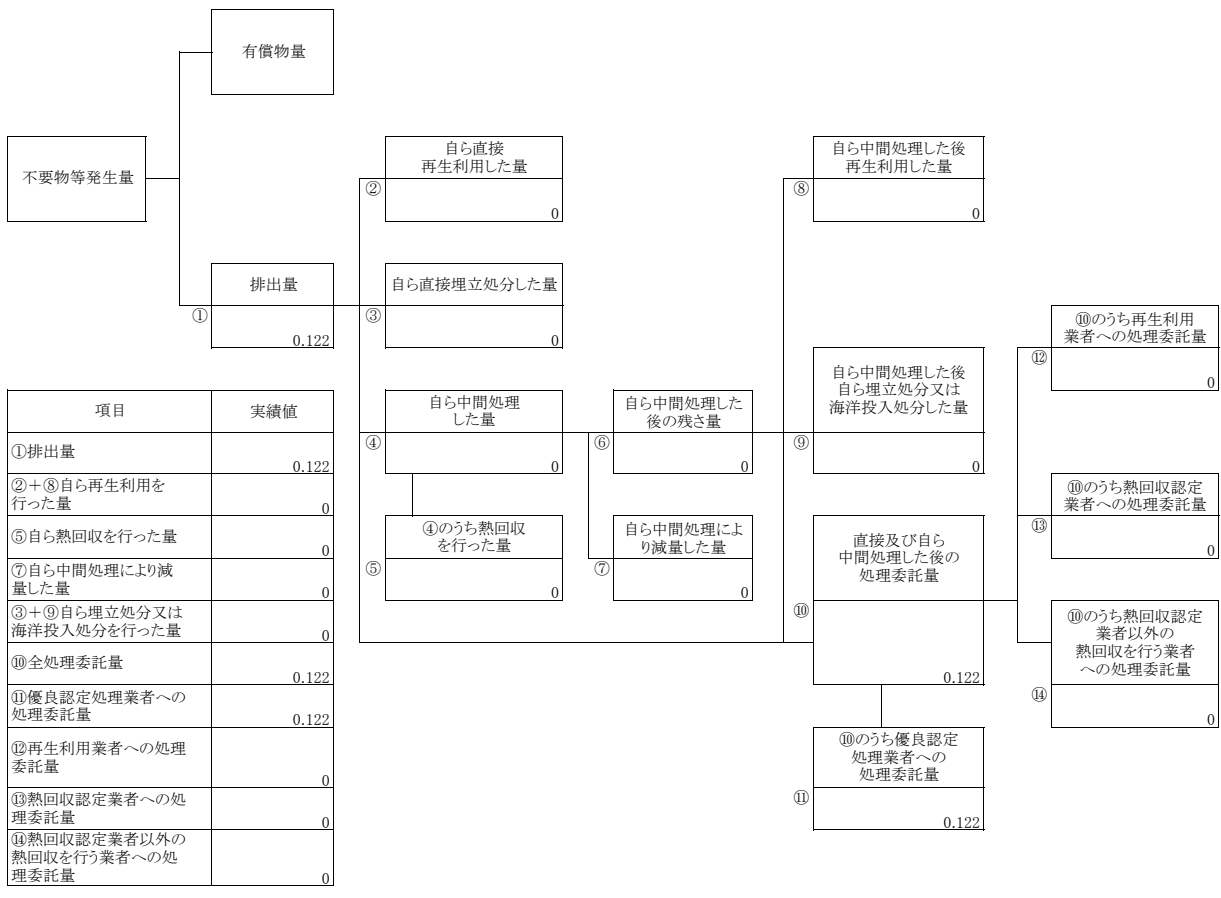 有償物量
不要物等発生量
自ら直接
再生利用した量
②
0
自ら中間処理した後
再生利用した量
⑧
0
排出量
①
0.122
自ら直接埋立処分した量
③
0
⑩のうち再生利用
業者への処理委託量
⑫
0
自ら中間処理した後
自ら埋立処分又は
海洋投入処分した量
⑨
0
自ら中間処理
した量
④
0
自ら中間処理した
後の残さ量
⑥
0
⑩のうち熱回収認定
業者への処理委託量
⑬
0
④のうち熱回収
を行った量
⑤
0
自ら中間処理によ
り減量した量
⑦
0
直接及び自ら
中間処理した後の
処理委託量
⑩
0.122
⑩のうち熱回収認定
業者以外の
熱回収を行う業者
への処理委託量
⑭
0
⑩のうち優良認定
処理業者への
処理委託量
⑪
0.122
項目 実績値
①排出量
0.122
②＋⑧自ら再生利用を
行った量
0
⑤自ら熱回収を行った量
0
⑦自ら中間処理により減
量した量
0
③＋⑨自ら埋立処分又は
海洋投入処分を行った量
0
⑩全処理委託量
0.122
⑪優良認定処理業者への
処理委託量
0.122
⑫再生利用業者への処理
委託量
0
⑬熱回収認定業者への処
理委託量
0
⑭熱回収認定業者以外の
熱回収を行う業者への処
理委託量
0